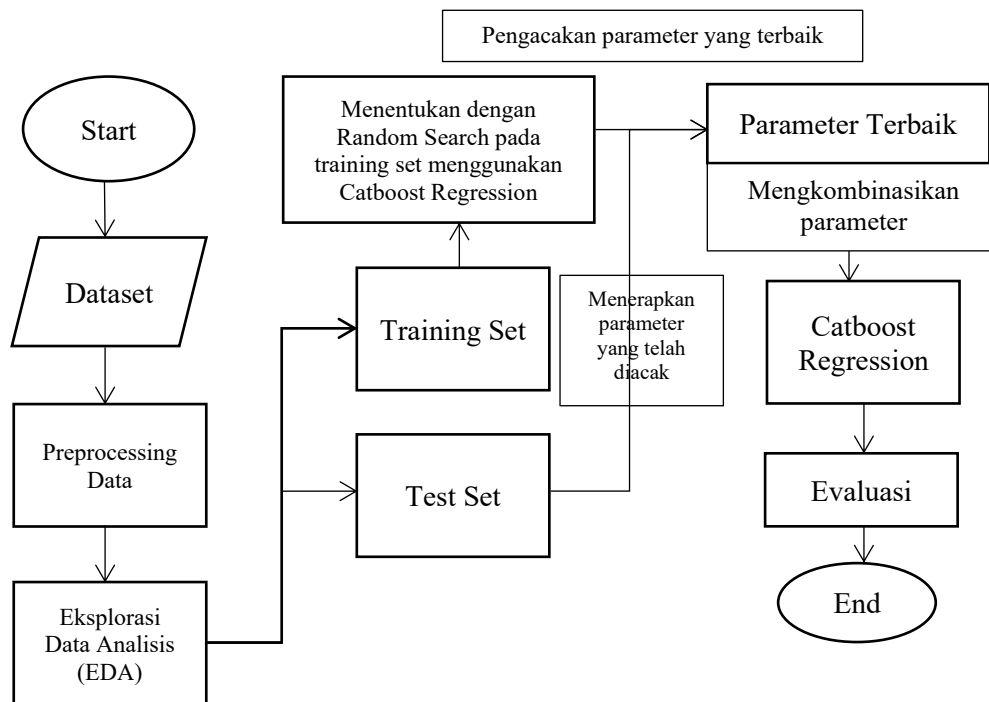 Start
Dataset
Preprocessing
Data
Eksplorasi
Data Analisis
(EDA)
Pengacakan parameter yang terbaik
Menentukan dengan
Random Search pada
training set menggunakan
Catboost Regression
Training Set
Test Set
Menerapkan
parameter
yang telah
diacak
Parameter Terbaik
Mengkombinasikan
parameter
Catboost
Regression
Evaluasi
End